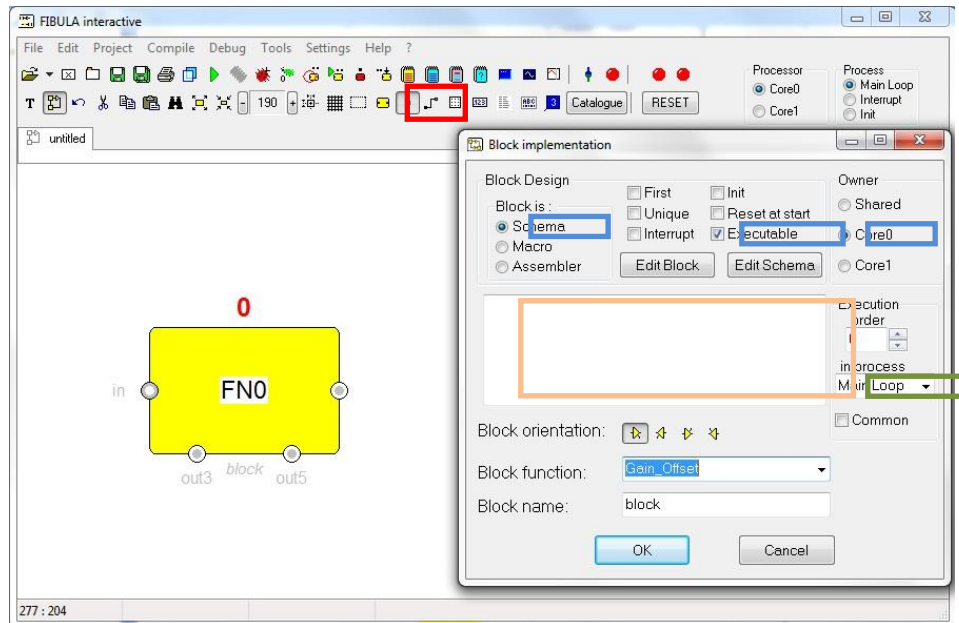 FIBULA interactive
File Edit Project Compile Debug Tools Settings Help ?
Processor Process
Core0 Main Loop
Interrupt
Core1 Init
T 190 123 ABC 3 Catalogue RESET
untitled
Block implementation
Block Design Owner
First Init
Block is : Shared
Unique Reset at start
Schema
Interrupt Executable Core0
Macro
Assembler Edit Block Edit Schema Core1
0
Execution
order
FN0
in
in process
Main Loop
Common
out3 block out5
Block orientation:
Block function: Gain_Offset
Block name: block
OK Cancel
277 : 204